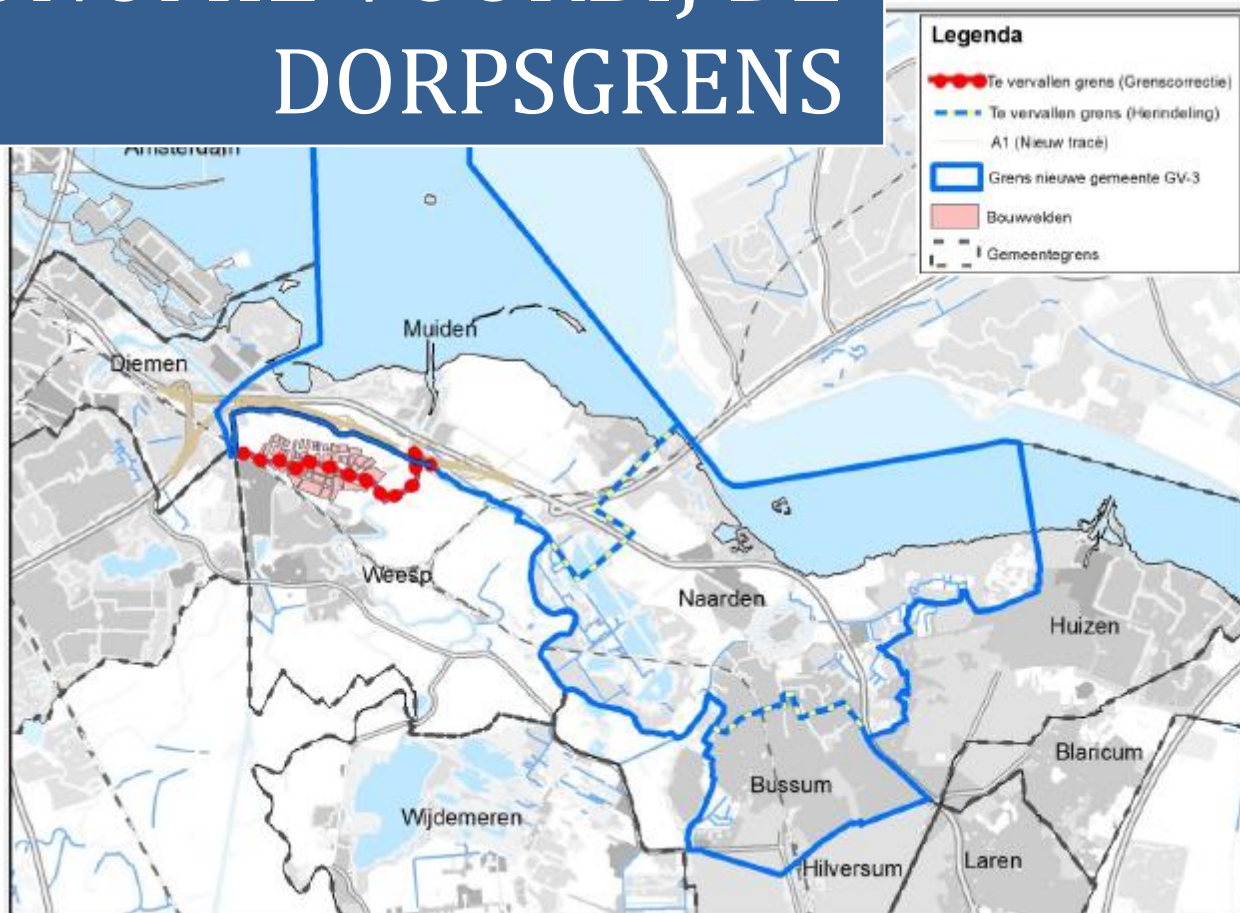 DORPSGRENS
Legenda
Te vervallen grens (Grenscorrectie)
Te vervallen grens (Herindeling)
A1 (Nieuw tracé)
Grens nieuwe gemeente GV-3
Bouwvelden
Gemeentegrens
Amsterdam
Muiden
Diemen
Weesp
Naarden
Huizen
Blaricum
Bussum
Wijdemeren
Hilversum
Laren